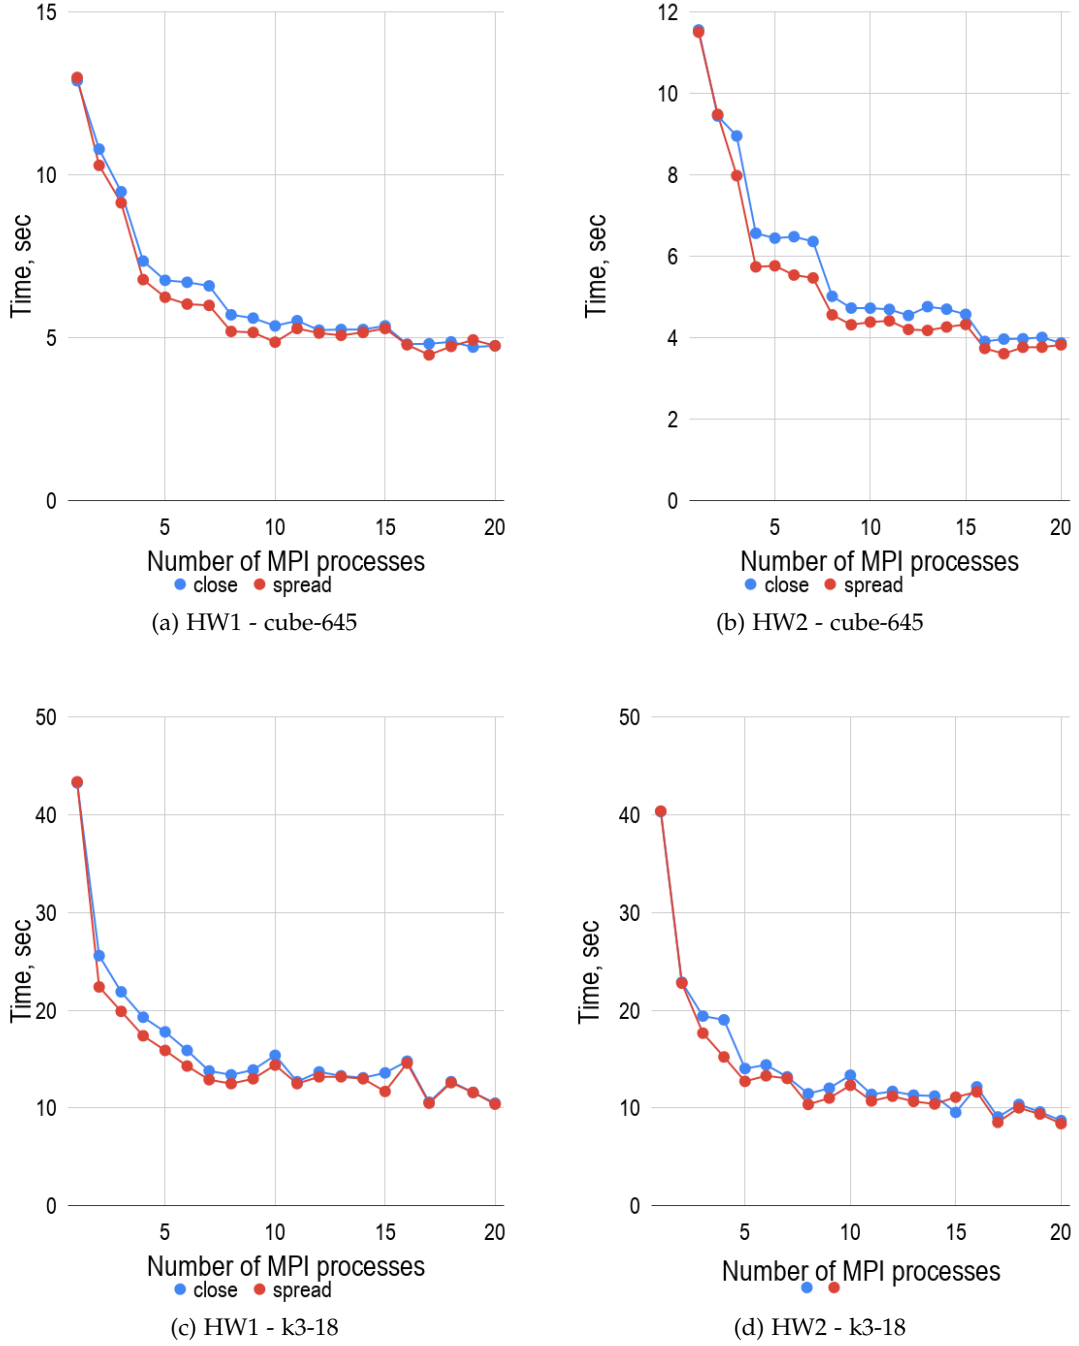 15
10
5
0
Time, sec
5 10 15 20
Number of MPI processes
close spread
(a) HW1 - cube-645
12
10
8
6
4
2
0
Time, sec
5 10 15 20
Number of MPI processes
close spread
(b) HW2 - cube-645
50
40
30
20
10
0
Time, sec
5 10 15 20
Number of MPI processes
close spread
(c) HW1 - k3-18
50
40
30
20
10
0
Time, sec
5 10 15 20
Number of MPI processes
(d) HW2 - k3-18